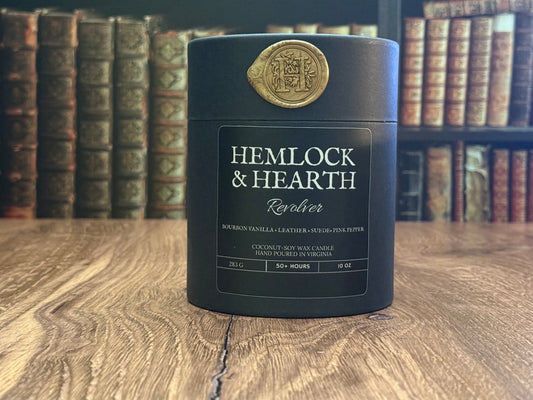 H
HEMLOCK
& HEARTH
Revolver
BOURBON VANILLA • LEATHER • SUEDE • PINK PEPPER
COCONUT-SOY WAX CANDLE
HAND POURED IN VIRGINIA
283 G 50+ HOURS 10 OZ